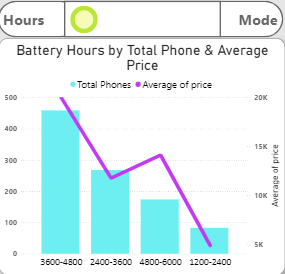 Hours
Mode
Battery Hours by Total Phone & Average
Price
Total Phones
Average of price
500
400
300
200
100
0
20K
15K
10K
5K
Average of price
3600-4800
2400-3600
4800-6000
1200-2400